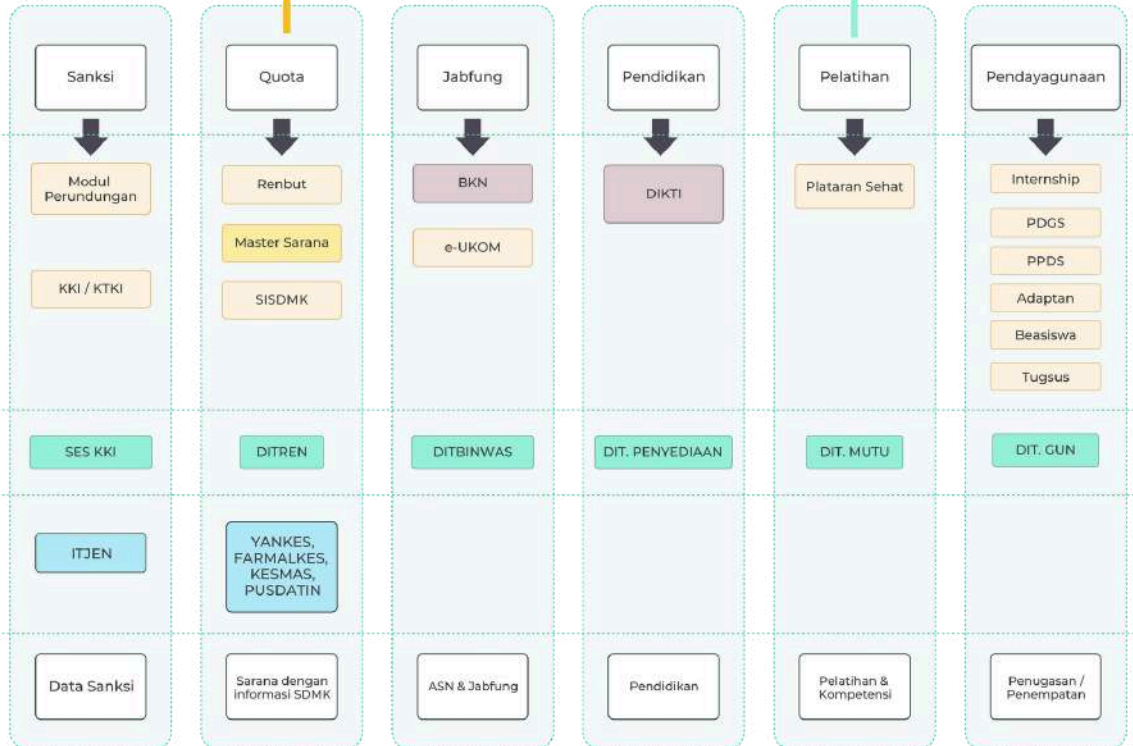 Sanksi
Quota
Jabfung
Pendidikan
Pelatihan
Pendayagunaan
Modul
Perundungan
KKI / KTKI
Renbut
Master Sarana
SISDMK
BKN
e-UKOM
DIKTI
Plataran Sehat
Internship
PDGS
PPDS
Adaptan
Beasiswa
Tugsus
SES KKI
DITREN
DITBINWAS
DIT. PENYEDIAAN
DIT. MUTU
DIT. GUN
ITJEN
YANKES,
FARMALKES,
KESMAS,
PUSDATIN
Data Sanksi
Sarana dengan
informasi SDMK
ASN & Jabfung
Pendidikan
Pelatihan &
Kompetensi
Penugasan /
Penempatan